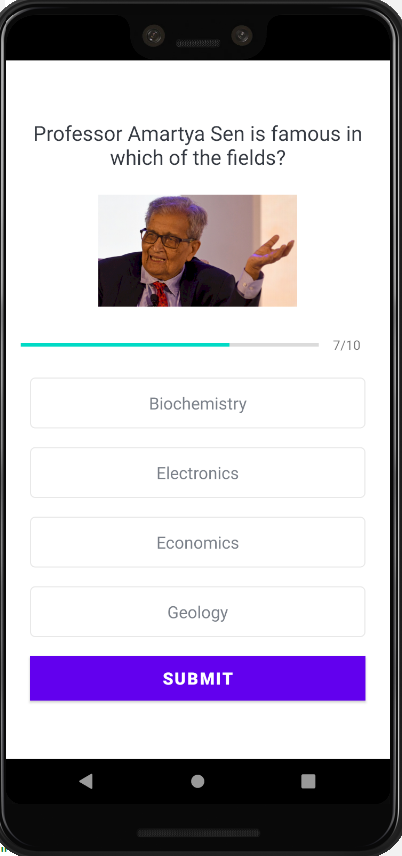 Professor Amartya Sen is famous in
which of the fields?
7/10
Biochemistry
Electronics
Economics
Geology
SUBMIT